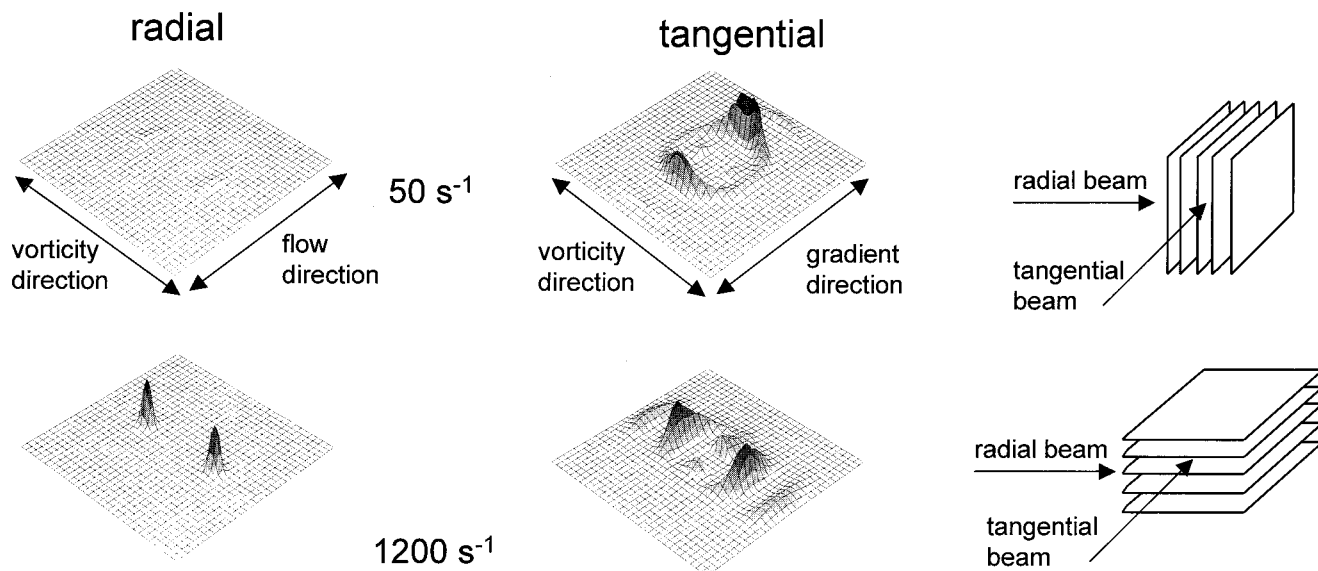 radial
tangential
50 s-1
vorticity
direction
flow
direction
vorticity
direction
gradient
direction
radial beam
tangential
beam
1200 s-1
radial beam
tangential
beam